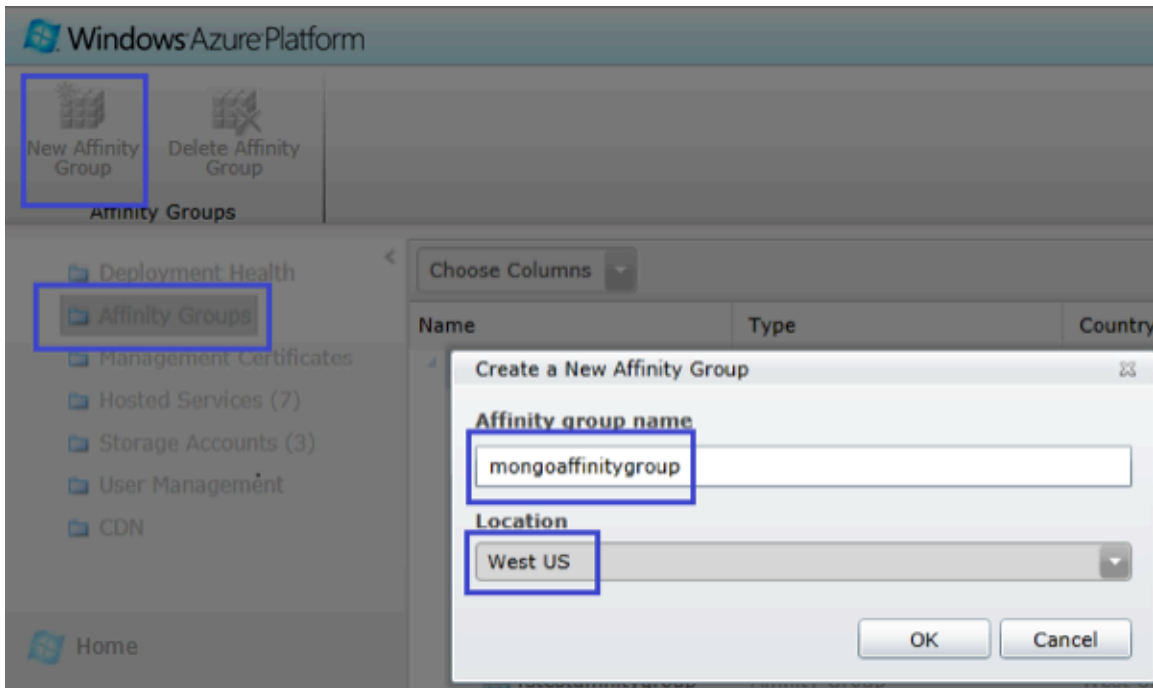 Windows Azure Platform
New Affinity
Group
Delete Affinity
Group
Affinity Groups
Deployment Health
Affinity Groups
Management Certificates
Hosted Services (7)
Storage Accounts (3)
User Management
CDN
Home
Choose Columns
Name Type Country
Create a New Affinity Group
Affinity group name
mongoaffinitygroup
Location
West US
OK Cancel